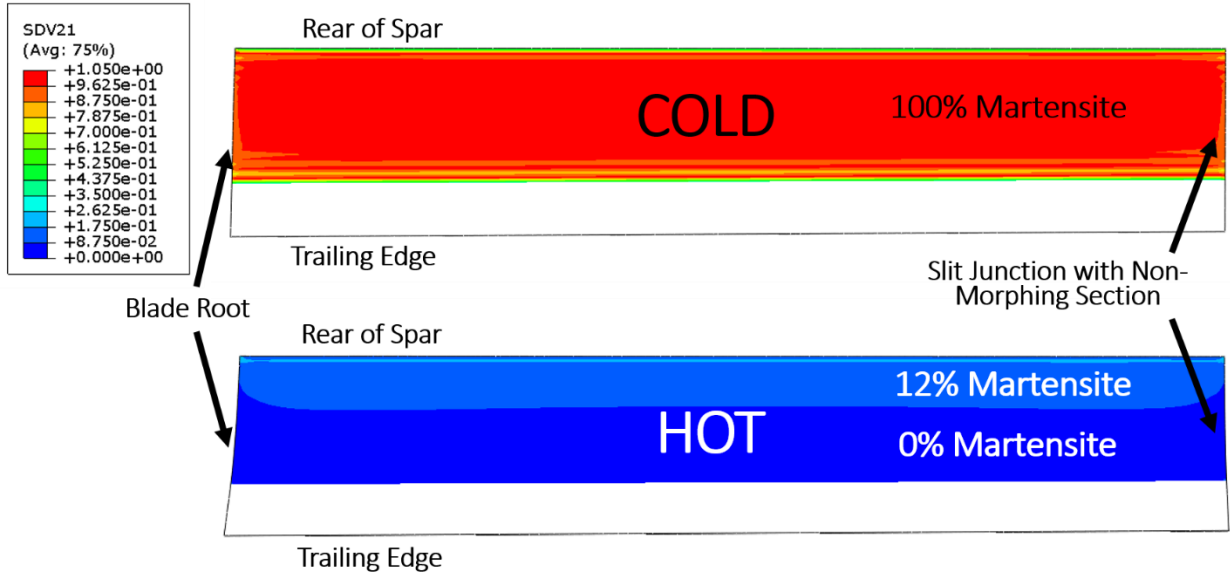 SDV21
(Avg: 75%)
+1.050e+00
+9.625e-01
+8.750e-01
+7.875e-01
+7.000e-01
+6.125e-01
+5.250e-01
+4.375e-01
+3.500e-01
+2.625e-01
+1.750e-01
+8.750e-02
+0.000e+00
Rear of Spar
COLD
100% Martensite
Trailing Edge
Blade Root
Slit Junction with Non-
Morphing Section
Rear of Spar
12% Martensite
HOT
0% Martensite
Trailing Edge